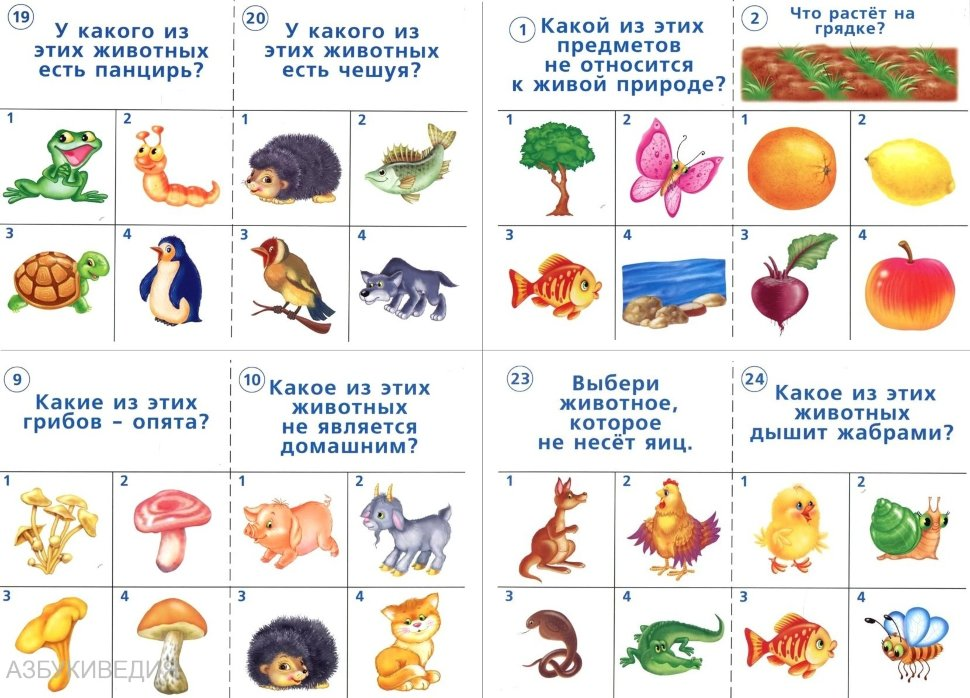 19
У какого из
этих животных
есть панцирь?
1
2
3
4
20
У какого из
этих животных
есть чешуя?
1
2
3
4
1
Какой из этих
предметов
не относится
к живой природе?
1
2
3
4
2
Что растёт на
грядке?
1
2
3
4
9
Какие из этих
грибов – опята?
1
2
3
4
АЗБУКИВЕДИЯ
10
Какое из этих
животных
не является
домашним?
1
2
3
4
23
Выбери
животное,
которое
не несёт яиц.
1
2
3
4
24
Какое из этих
животных
дышит жабрами?
1
2
3
4